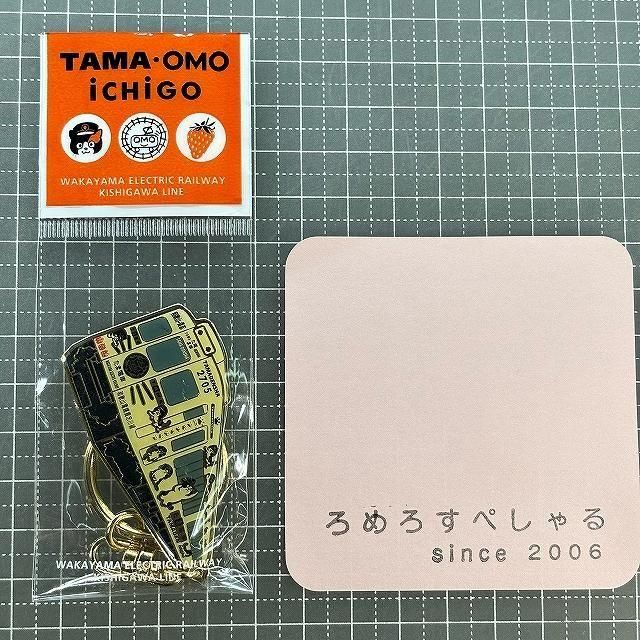 TAMA・OMO
iCHiGO
OMO
WAKAYAMA ELECTRIC RAILWAY
KISHIGAWA LINE
2705
WAKAYAMA ELECTRIC RAILWAY
KISHIGAWA LINE
ろめろすぺしゃる
since 2006